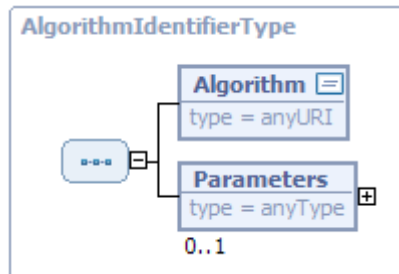 AlgorithmIdentifierType
Algorithm
type = anyURI
Parameters
type = anyType
0..1